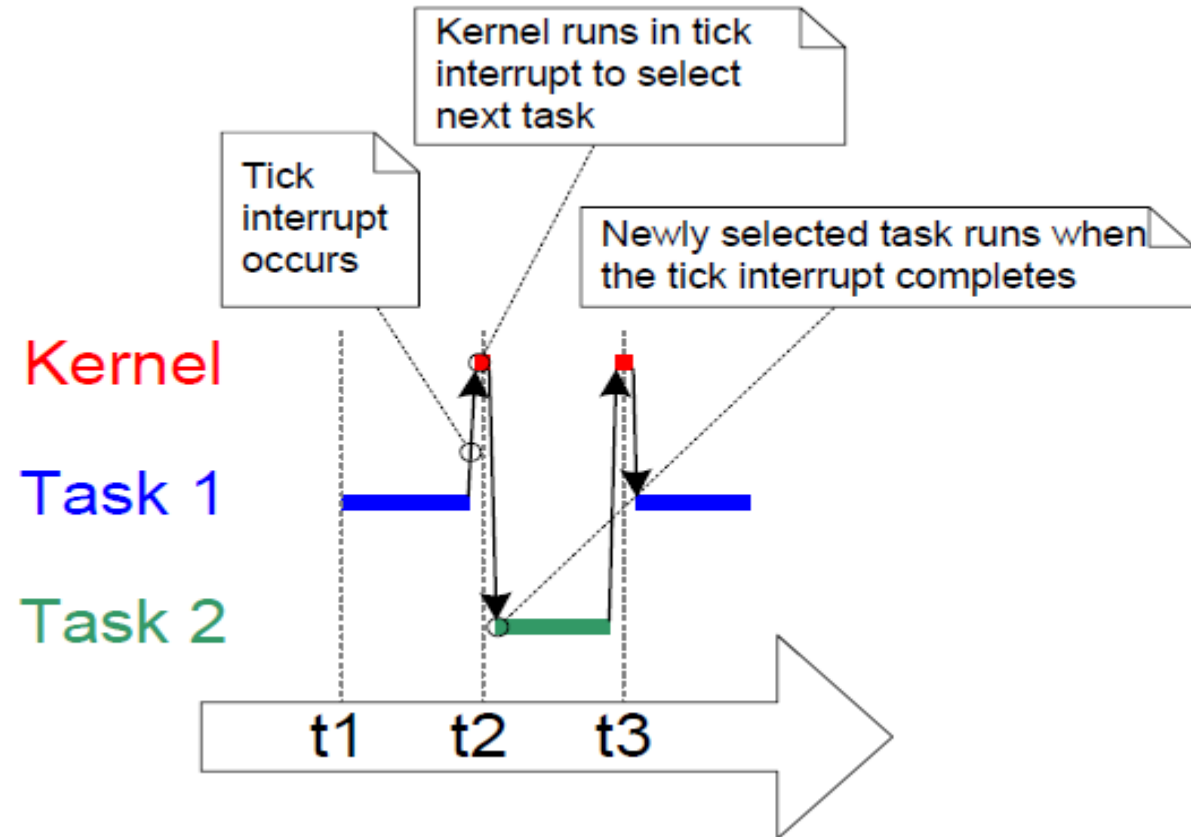 Kernel runs in tick
interrupt to select
next task
Tick
interrupt
occurs
Newly selected task runs when
the tick interrupt completes
Kernel
Task 1
Task 2
t1 t2 t3